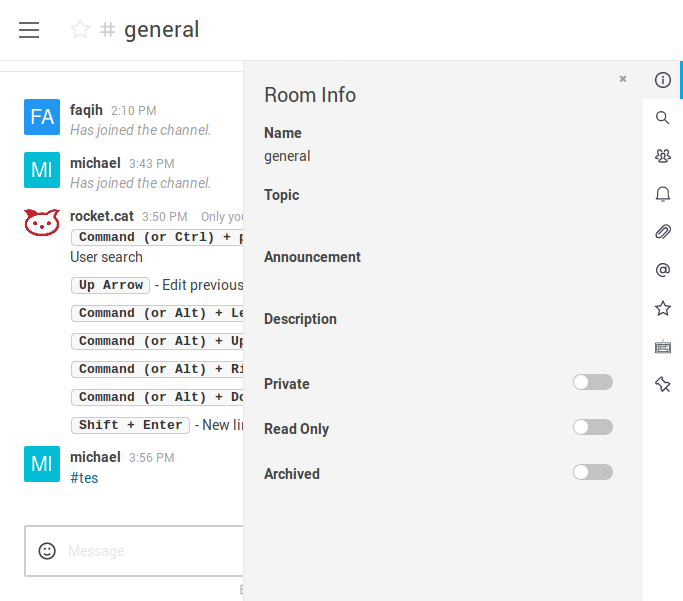 # general
FA
faqih 2:10 PM
Has joined the channel.
MI
michael 3:43 PM
Has joined the channel.
rocket.cat 3:50 PM Only you
Command (or Ctrl) + p
User search
Up Arrow - Edit previous
Command (or Alt) + Le
Command (or Alt) + Up
Command (or Alt) + Ri
Command (or Alt) + Do
Shift + Enter - New lin
MI
michael 3:56 PM
#tes
Message
Room Info
Name
general
Topic
Announcement
Description
Private
Read Only
Archived